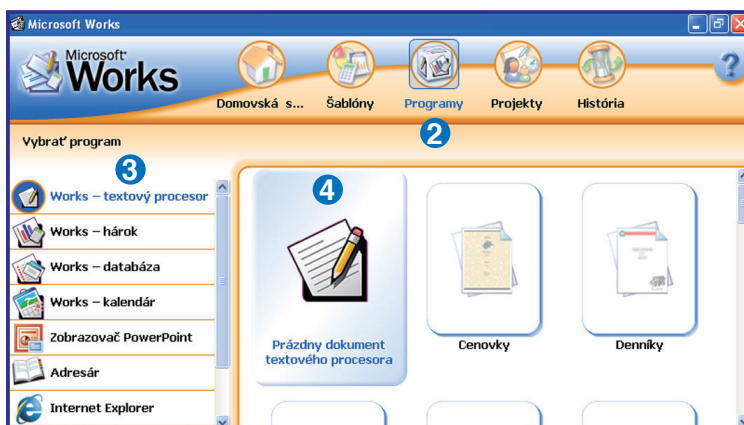 Microsoft Works
Microsoft®
Works
Domovská s...
Šablóny
Programy
Projekty
História
?
2
Vybrať program
3
Works – textový procesor
Works – hárok
Works – databáza
Works – kalendár
Zobrazovač PowerPoint
Adresár
Internet Explorer
4
Prázdny dokument
textového procesora
Cenovky
Denníky